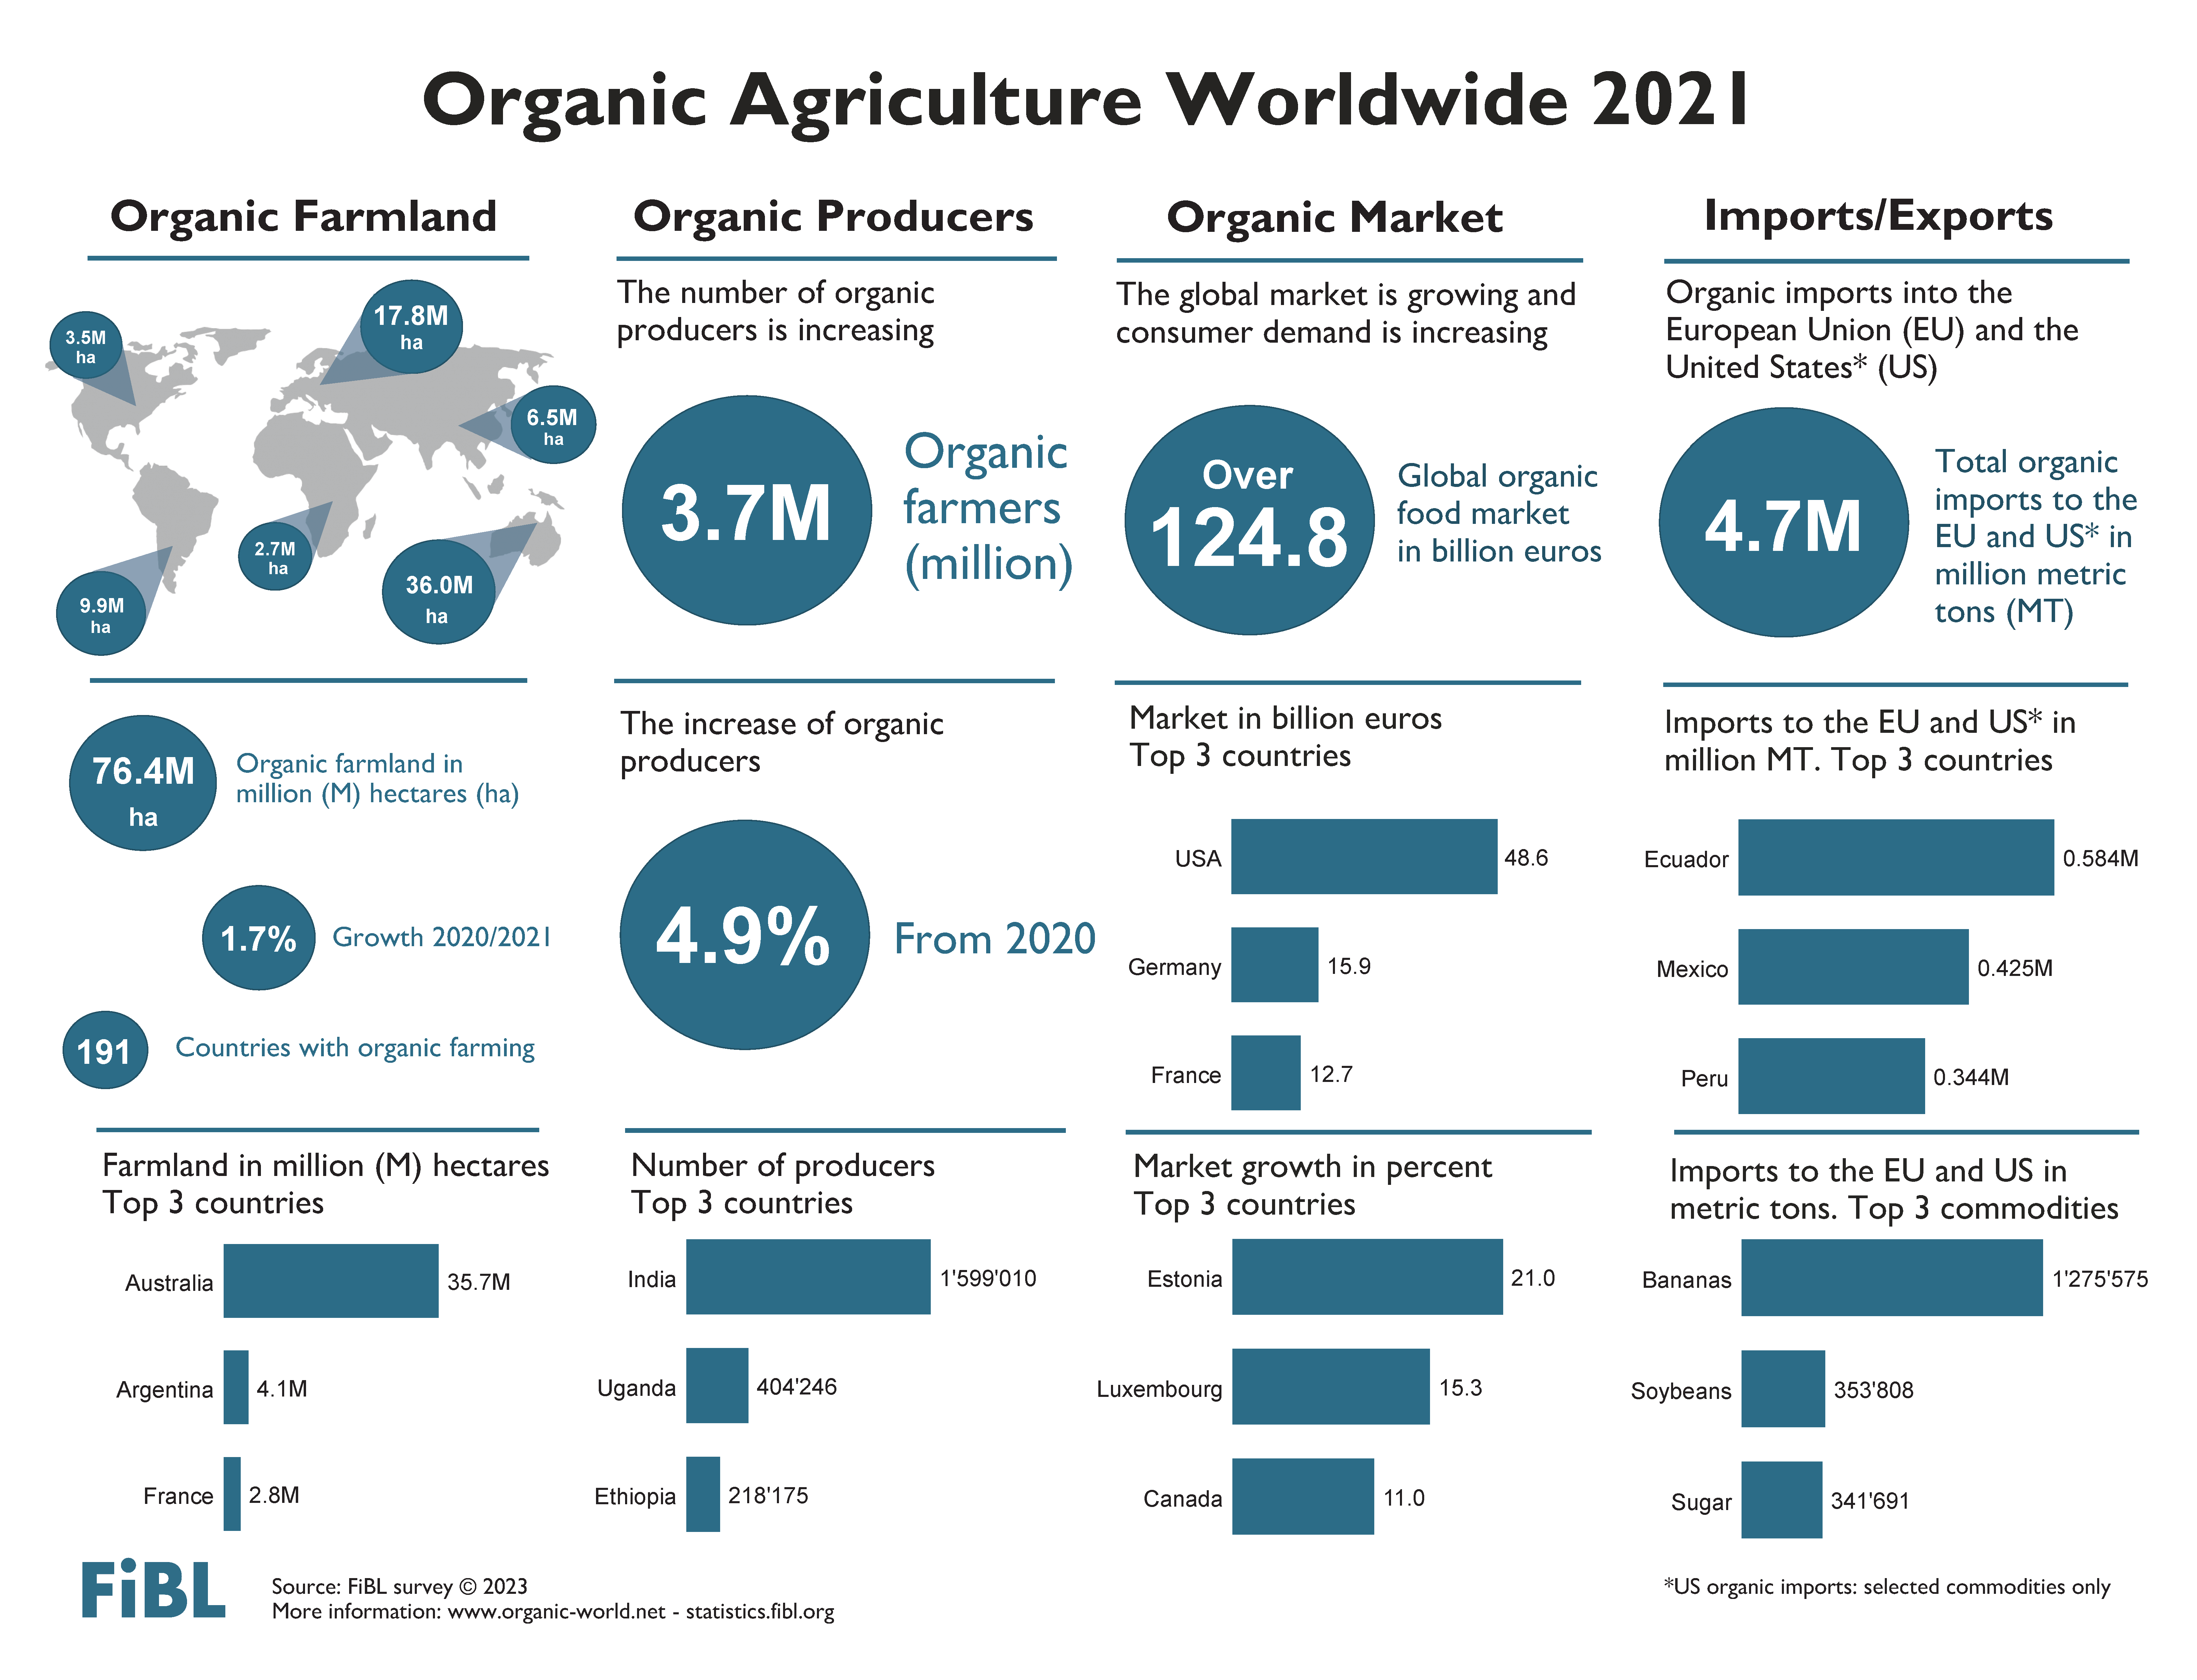 Organic Agriculture Worldwide 2021
Organic Farmland
3.5M
ha
17.8M
ha
6.5M
ha
2.7M
ha
36.0M
ha
9.9M
ha
76.4M
ha
Organic farmland in
million (M) hectares (ha)
1.7%
Growth 2020/2021
191
Countries with organic farming
Farmland in million (M) hectares
Top 3 countries
Australia 35.7M
Argentina 4.1M
France 2.8M
Organic Producers
The number of organic
producers is increasing
3.7M
Organic
farmers
(million)
The increase of organic
producers
4.9%
From 2020
Number of producers
Top 3 countries
India 1'599'010
Uganda 404'246
Ethiopia 218'175
Organic Market
The global market is growing and
consumer demand is increasing
Over
124.8
Global organic
food market
in billion euros
Market in billion euros
Top 3 countries
USA 48.6
Germany 15.9
France 12.7
Market growth in percent
Top 3 countries
Estonia 21.0
Luxembourg 15.3
Canada 11.0
Imports/Exports
Organic imports into the
European Union (EU) and the
United States* (US)
4.7M
Total organic
imports to the
EU and US* in
million metric
tons (MT)
Imports to the EU and US* in
million MT. Top 3 countries
Ecuador 0.584M
Mexico 0.425M
Peru 0.344M
Imports to the EU and US in
metric tons. Top 3 commodities
Bananas 1'275'575
Soybeans 353'808
Sugar 341'691
FiBL
Source: FiBL survey © 2023
More information: www.organic-world.net - statistics.fibl.org
*US organic imports: selected commodities only